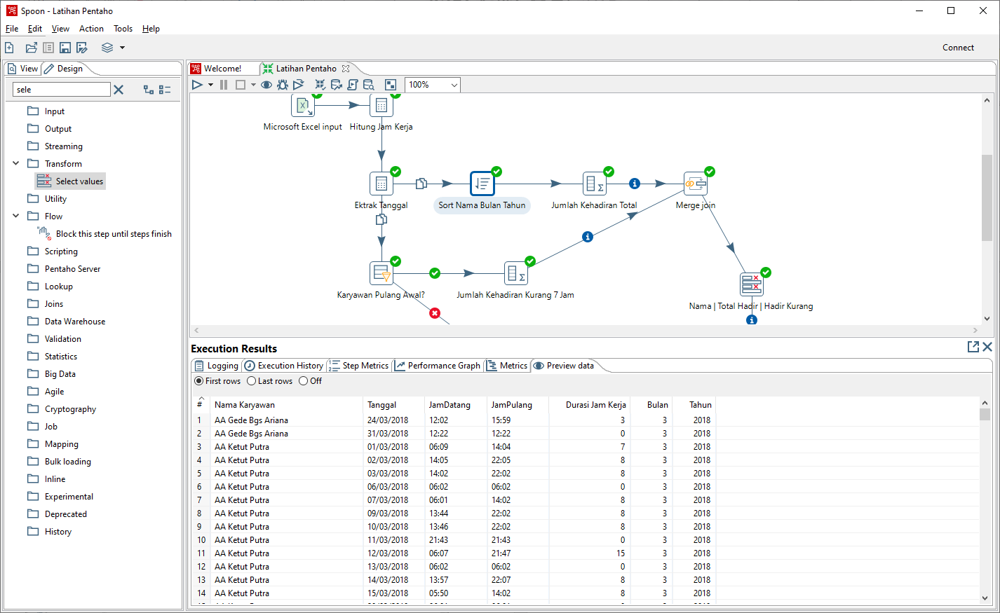 Spoon - Latihan Pentaho
File Edit View Action Tools Help
Connect
View Design
sele
Input
Output
Streaming
Transform
Select values
Utility
Flow
Block this step until steps finish
Scripting
Pentaho Server
Lookup
Joins
Data Warehouse
Validation
Statistics
Big Data
Agile
Cryptography
Job
Mapping
Bulk loading
Inline
Experimental
Deprecated
History
Welcome! Latihan Pentaho
100%
Microsoft Excel input Hitung Jam Kerja
Ektrak Tanggal Sort Nama Bulan Tahun Jumlah Kehadiran Total Merge join
Karyawan Pulang Awal? Jumlah Kehadiran Kurang 7 Jam
Nama | Total Hadir | Hadir Kurang
Execution Results
Logging Execution History Step Metrics Performance Graph Metrics Preview data
First rows Last rows Off
# Nama Karyawan Tanggal JamDatang JamPulang Durasi Jam Kerja Bulan Tahun
1 AA Gede Bgs Ariana 24/03/2018 12:02 15:59 3 3 2018
2 AA Gede Bgs Ariana 31/03/2018 12:22 12:22 0 3 2018
3 AA Ketut Putra 01/03/2018 06:09 14:04 7 3 2018
4 AA Ketut Putra 02/03/2018 14:05 22:05 8 3 2018
5 AA Ketut Putra 03/03/2018 14:02 22:02 8 3 2018
6 AA Ketut Putra 06/03/2018 06:02 06:02 0 3 2018
7 AA Ketut Putra 07/03/2018 06:01 14:02 8 3 2018
8 AA Ketut Putra 09/03/2018 13:44 22:02 8 3 2018
9 AA Ketut Putra 10/03/2018 13:46 22:02 8 3 2018
10 AA Ketut Putra 11/03/2018 21:43 21:43 0 3 2018
11 AA Ketut Putra 12/03/2018 06:07 21:47 15 3 2018
12 AA Ketut Putra 13/03/2018 06:02 06:02 0 3 2018
13 AA Ketut Putra 14/03/2018 13:57 22:07 8 3 2018
14 AA Ketut Putra 15/03/2018 05:50 14:02 8 3 2018